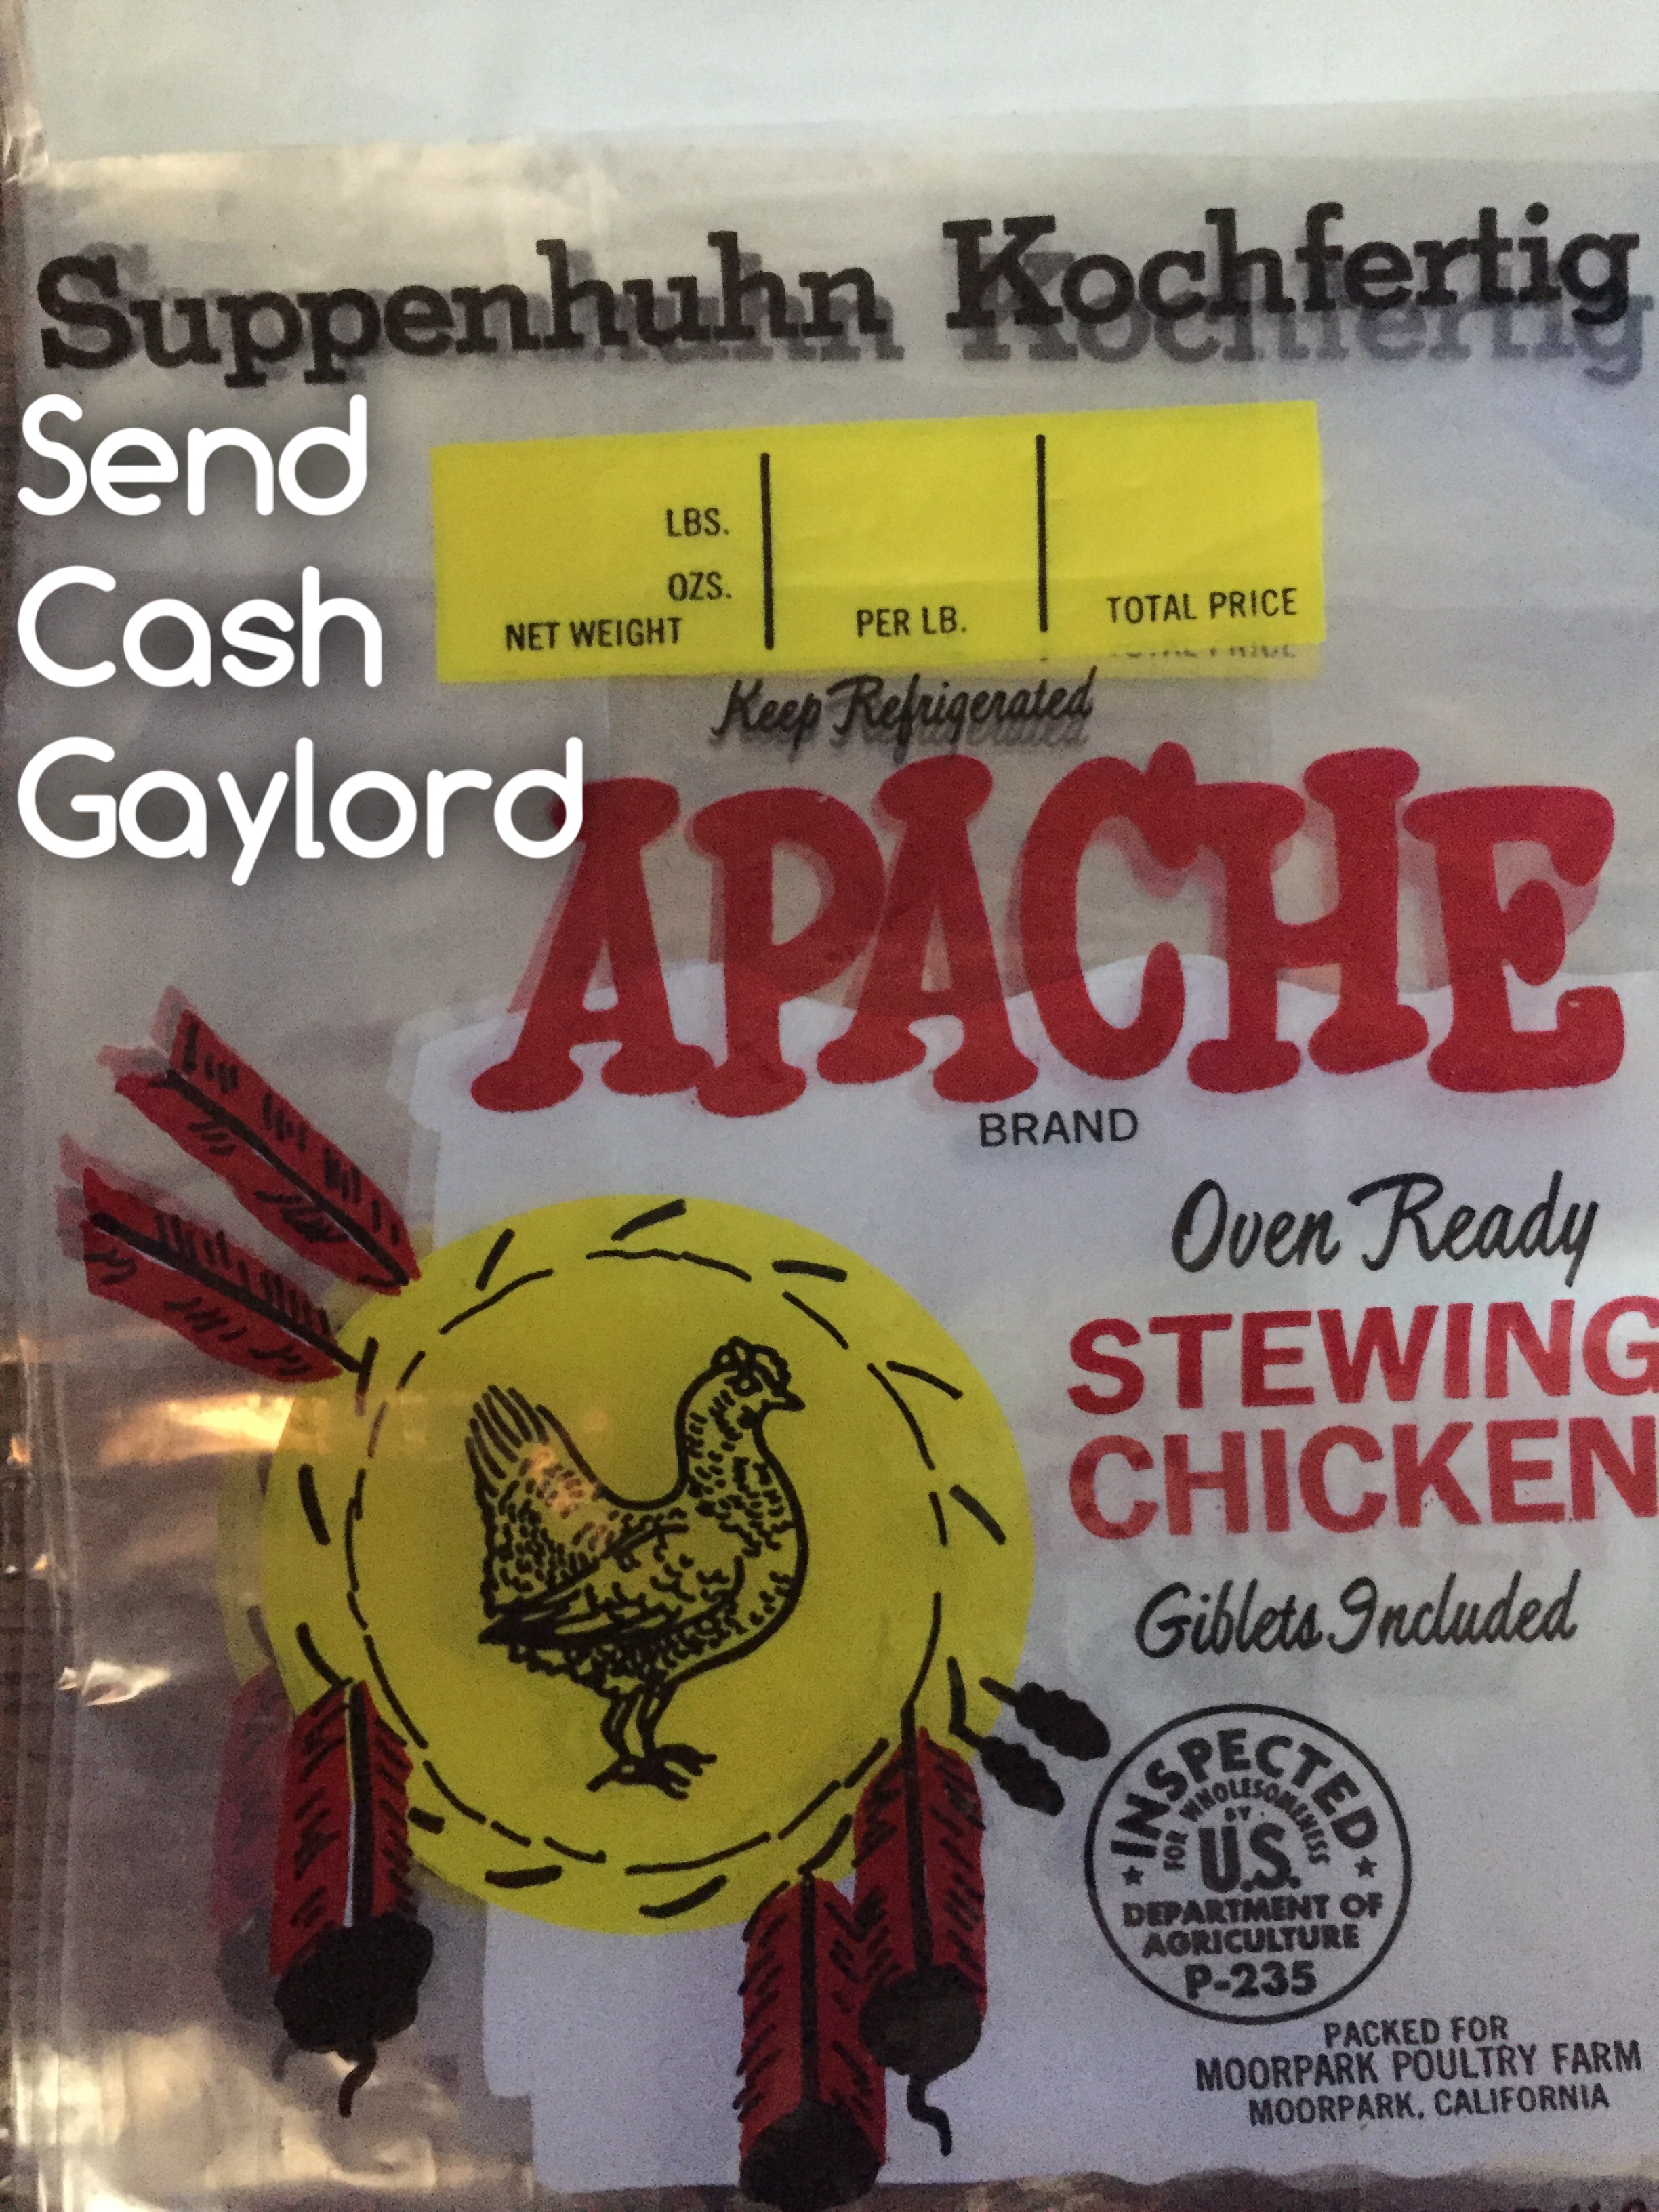 Suppenhuhn Kochfertig
Send
Cash
Gaylord
LBS.
OZS.
NET WEIGHT
PER LB.
TOTAL PRICE
Keep Refrigerated
APACHE
BRAND
Oven Ready
STEWING
CHICKEN
Giblets Included
INSPECTED
FOR WHOLESOMENESS
BY
U.S.
DEPARTMENT OF
AGRICULTURE
P-235
PACKED FOR
MOORPARK POULTRY FARM
MOORPARK, CALIFORNIA